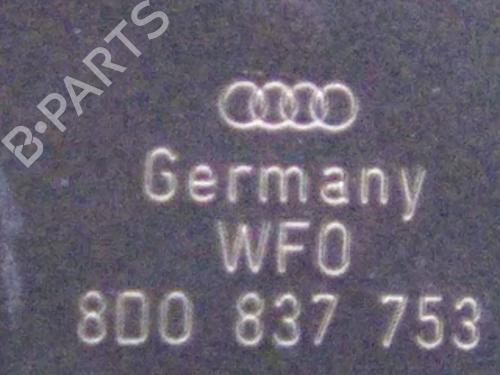 B-PARTS
Germany
WFO
8D0 837 753